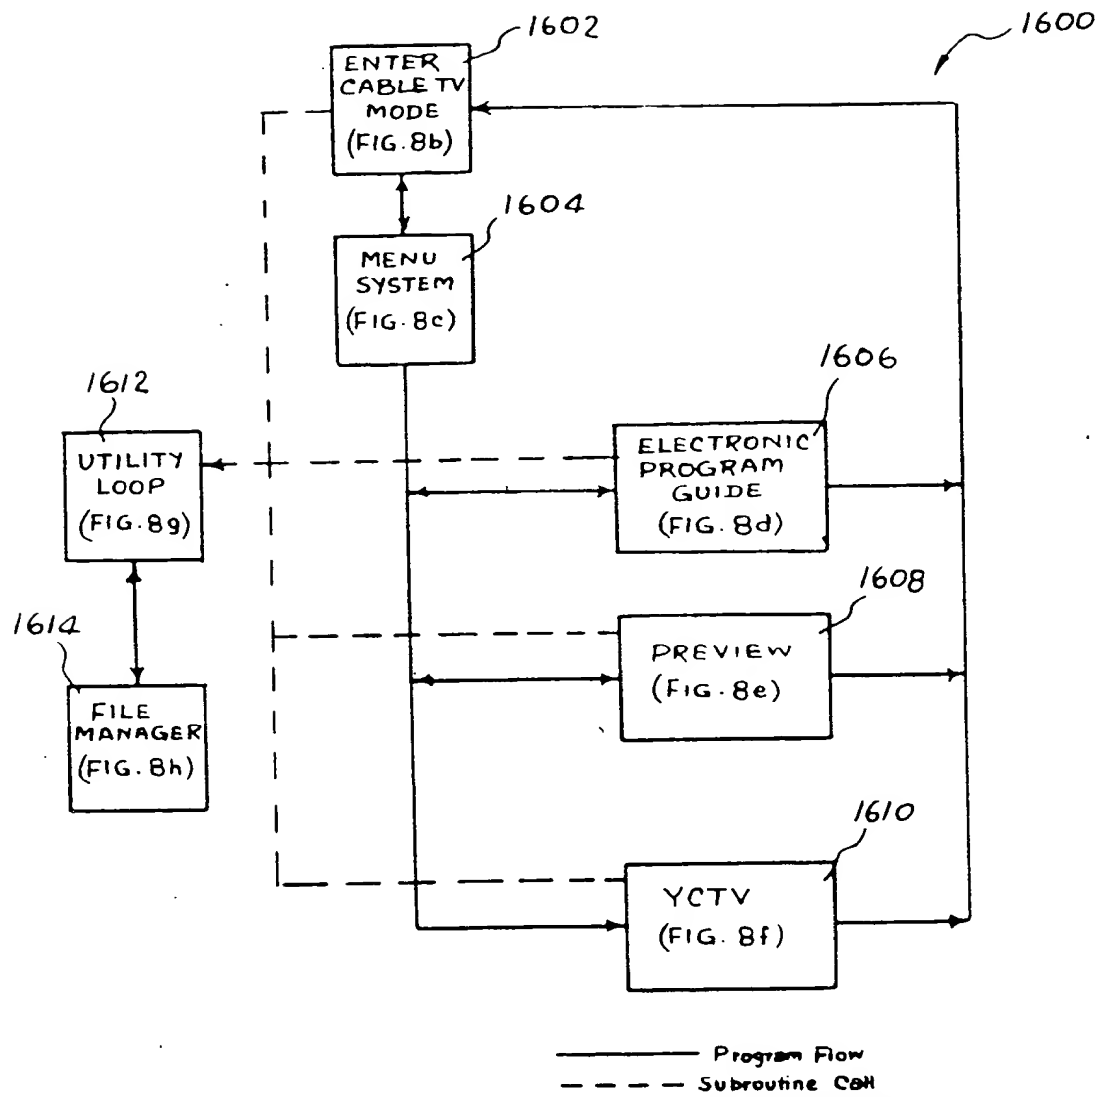 1602
1600
ENTER
CABLE TV
MODE
(FIG. 8b)
1604
MENU
SYSTEM
(FIG. 8c)
1606
1612
ELECTRONIC
PROGRAM
GUIDE
(FIG. 8d)
UTILITY
LOOP
(FIG. 8g)
1608
1614
PREVIEW
(FIG. 8e)
FILE
MANAGER
(FIG. 8h)
1610
YCTV
(FIG. 8f)
Program Flow
Subroutine Call